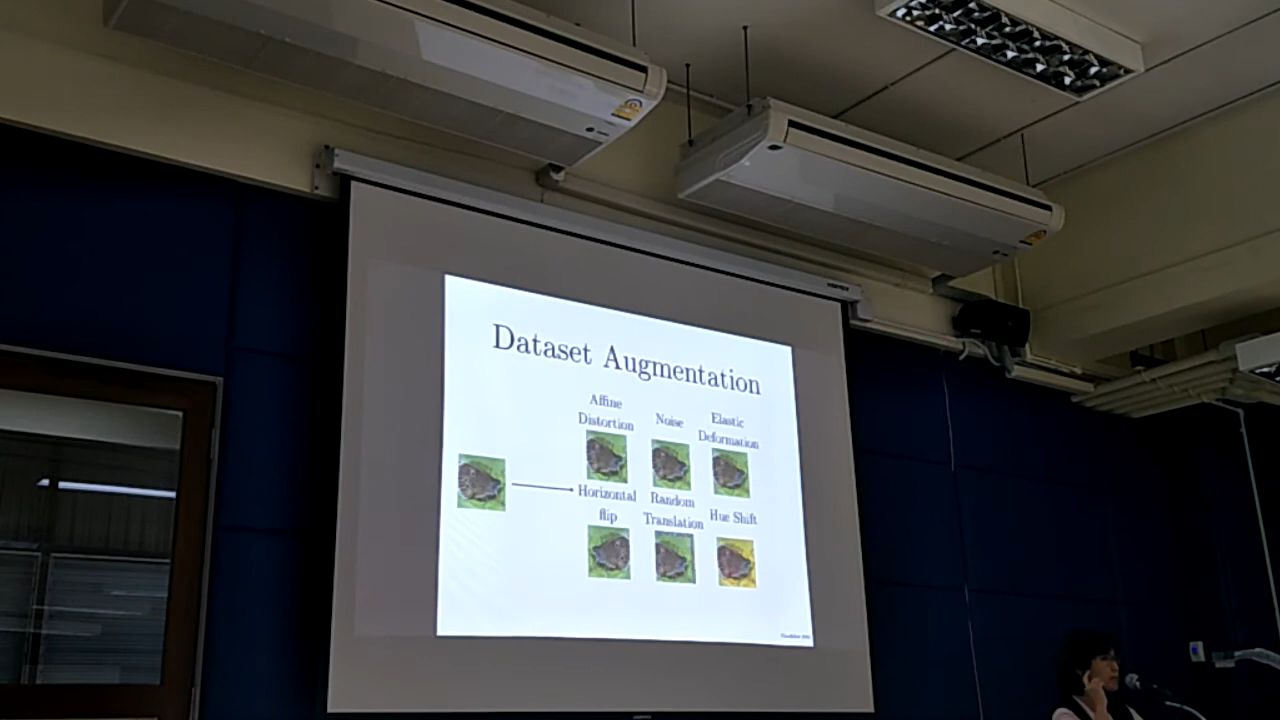 Dataset Augmentation
Affine
Distortion
Noise
Elastic
Deformation
Horizontal
flip
Random
Translation
Hue Shift